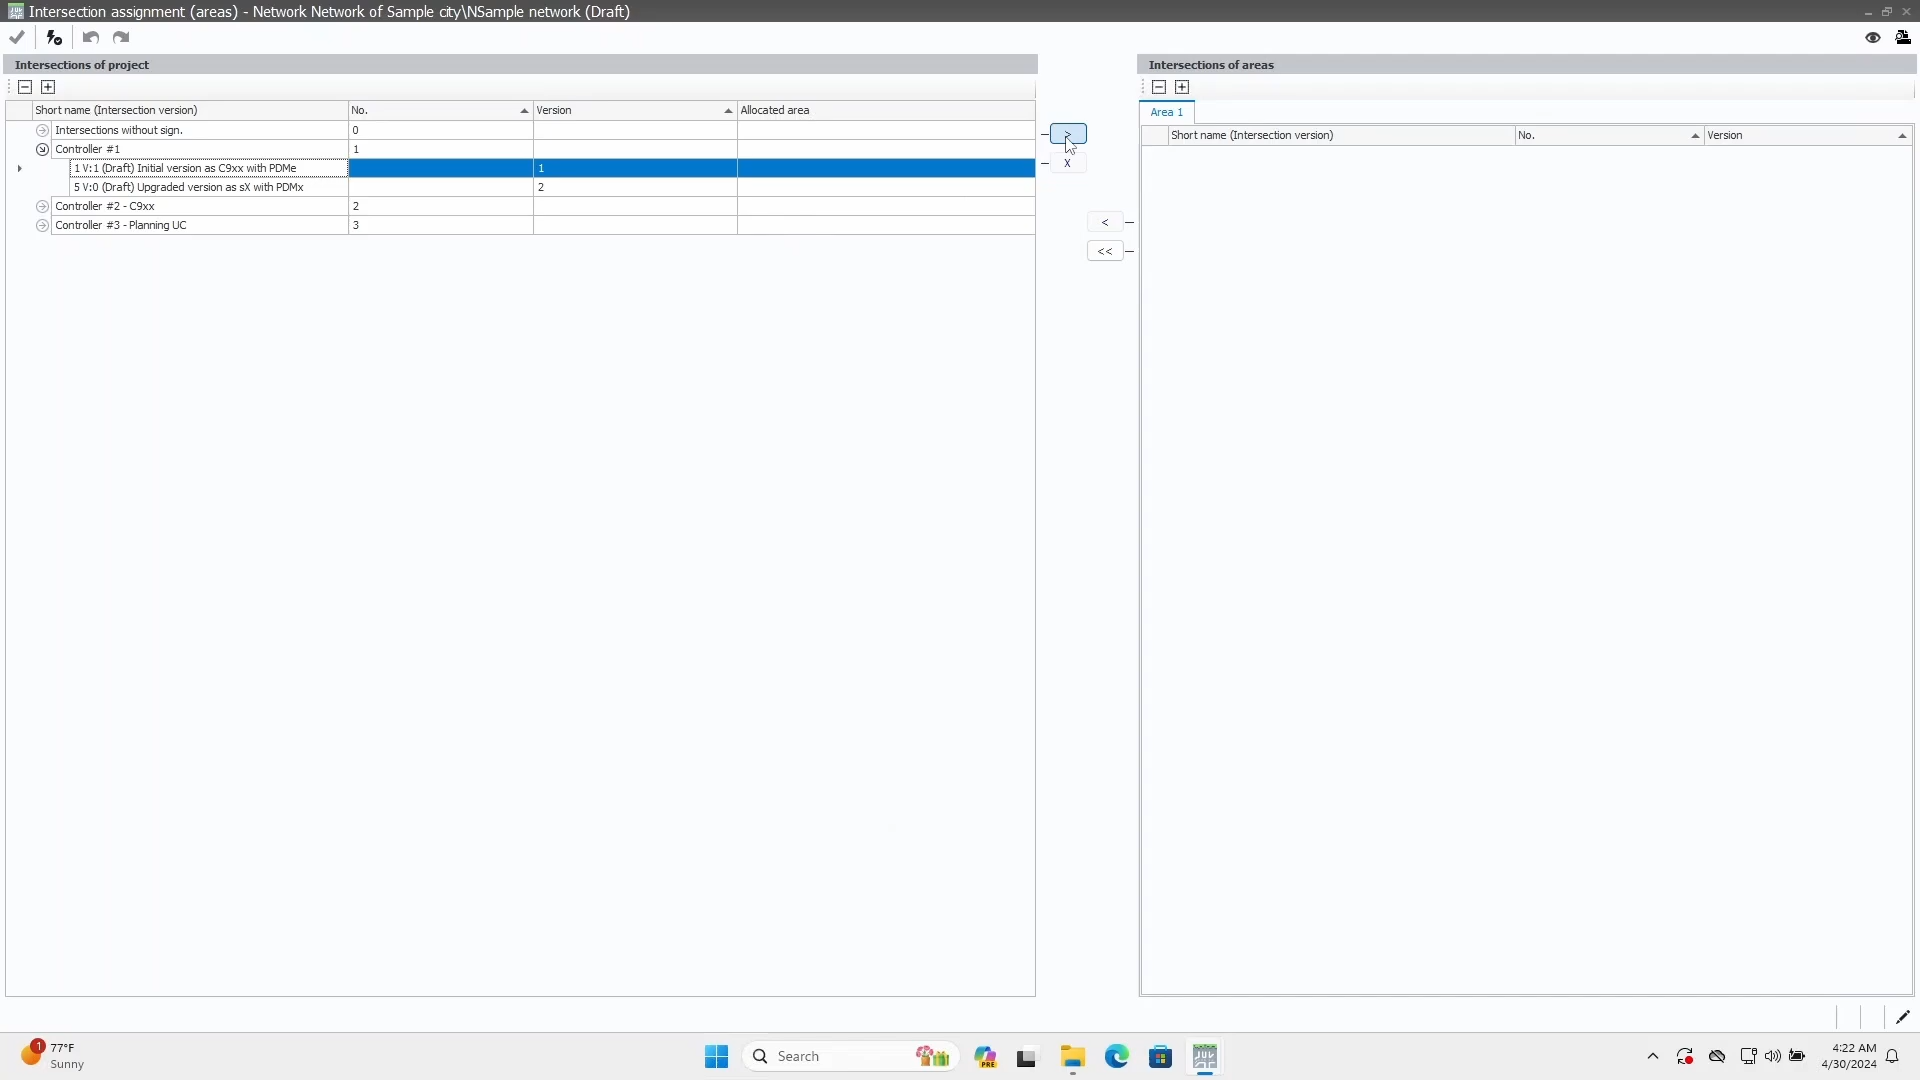 Intersection assignment (areas) - Network Network of Sample city\NSample network (Draft)
Intersections of project
Intersections of areas
Short name (Intersection version) No. Version Allocated area
Area 1
Intersections without sign. 0
Short name (Intersection version) No. Version
Controller #1 1
1 V:1 (Draft) Initial version as C9xx with PDMe 1
5 V:0 (Draft) Upgraded version as sX with PDMx 2
Controller #2 - C9xx 2
Controller #3 - Planning UC 3
>
X
<
<<
1
77°F
Sunny
Search
PRE
4:22 AM
4/30/2024